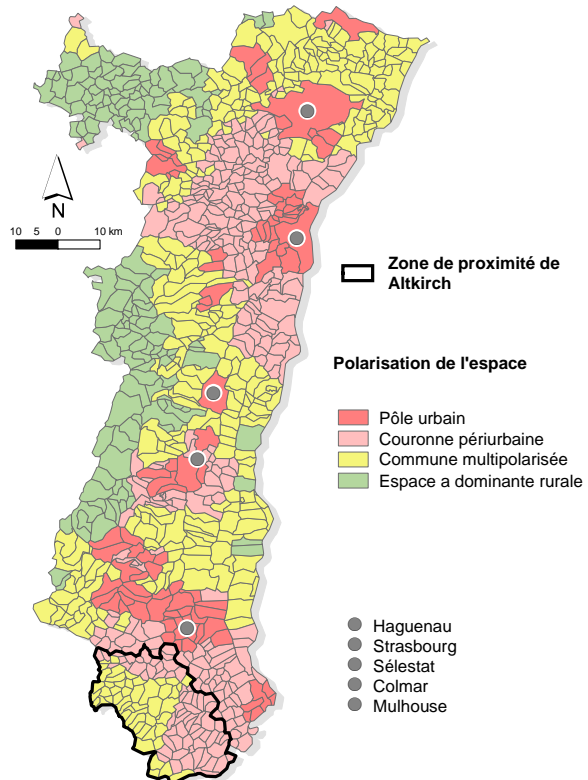 N
10 5 0 10 km
Zone de proximité de
Altkirch
Polarisation de l'espace
Pôle urbain
Couronne périurbaine
Commune multipolarisée
Espace a dominante rurale
Haguenau
Strasbourg
Sélestat
Colmar
Mulhouse